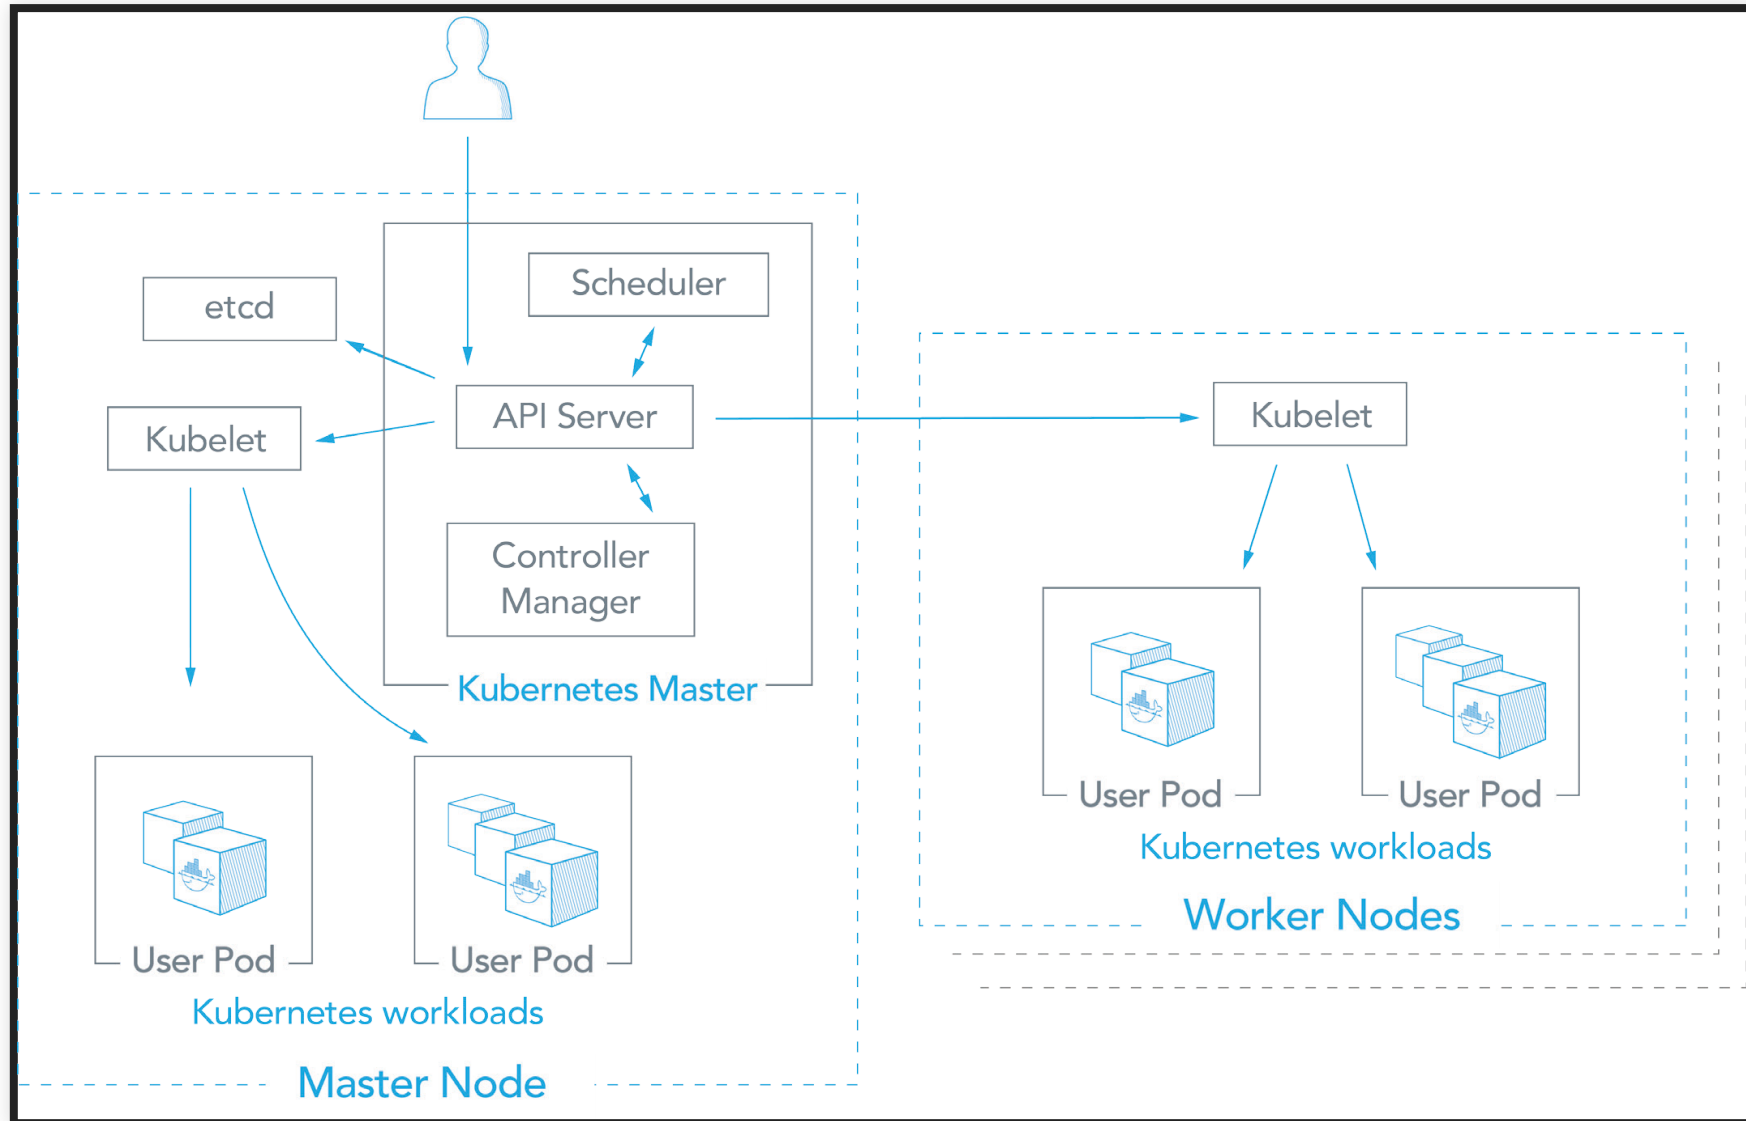 Scheduler
etcd
API Server
Kubelet
Kubelet
Controller
Manager
Kubernetes Master
User Pod
User Pod
Kubernetes workloads
Worker Nodes
User Pod
User Pod
Kubernetes workloads
Master Node